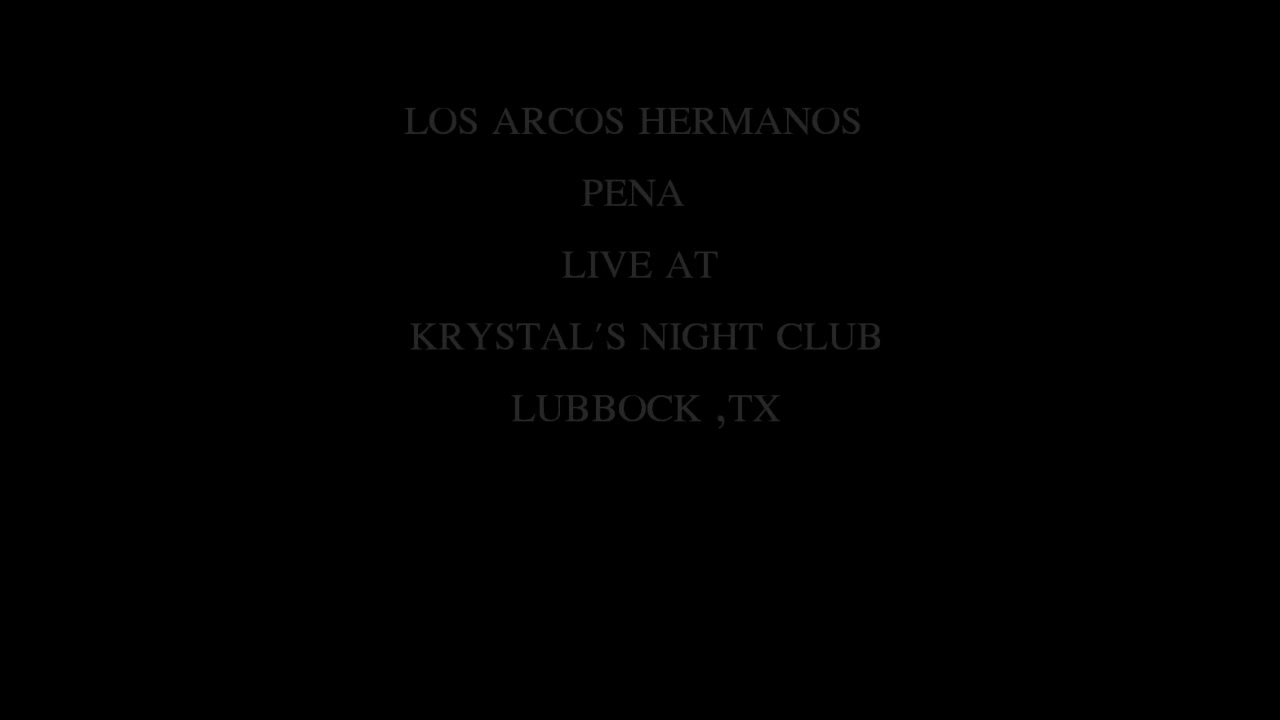 LOS ARCOS HERMANOS
PENA
LIVE AT
KRYSTAL'S NIGHT CLUB
LUBBOCK ,TX